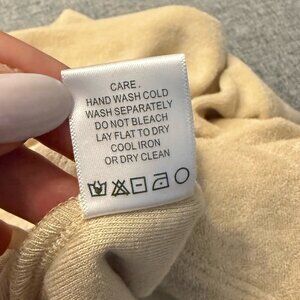 CARE.
HAND WASH COLD
WASH SEPARATELY
DO NOT BLEACH
LAY FLAT TO DRY
COOL IRON
OR DRY CLEAN